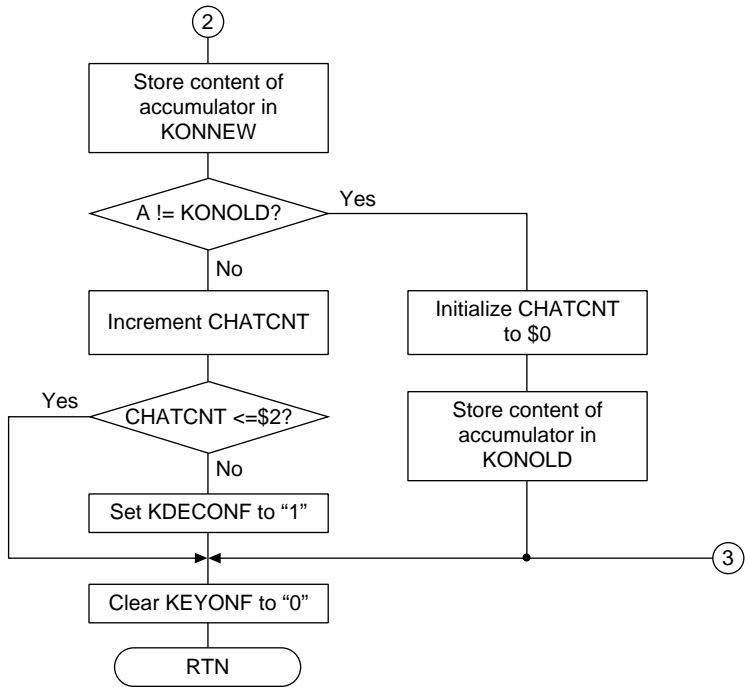 2
Store content of
accumulator in
KONNEW
A != KONOLD?
Yes
No
Increment CHATCNT
Initialize CHATCNT
to $0
Yes
CHATCNT <=$2?
Store content of
accumulator in
KONOLD
No
Set KDECONF to “1”
3
Clear KEYONF to “0”
RTN